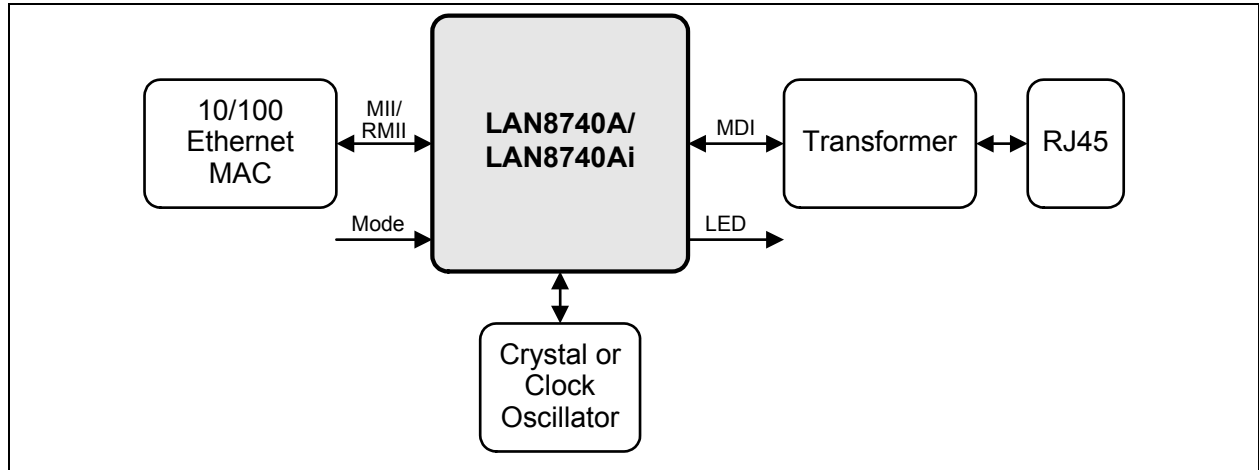 10/100
Ethernet
MAC
MII/
RMII
LAN8740A/
LAN8740Ai
MDI
Transformer
RJ45
Mode
LED
Crystal or
Clock
Oscillator